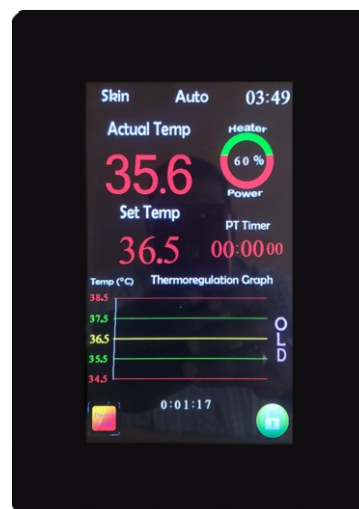 Skin Auto 03:49
Actual Temp Heater
35.6 60 %
Power
Set Temp
PT Timer
36.5 00:00 00
Temp (°C) Thermoregulation Graph
38.5
37.5
36.5
35.5
34.5
OLD
0:01:17